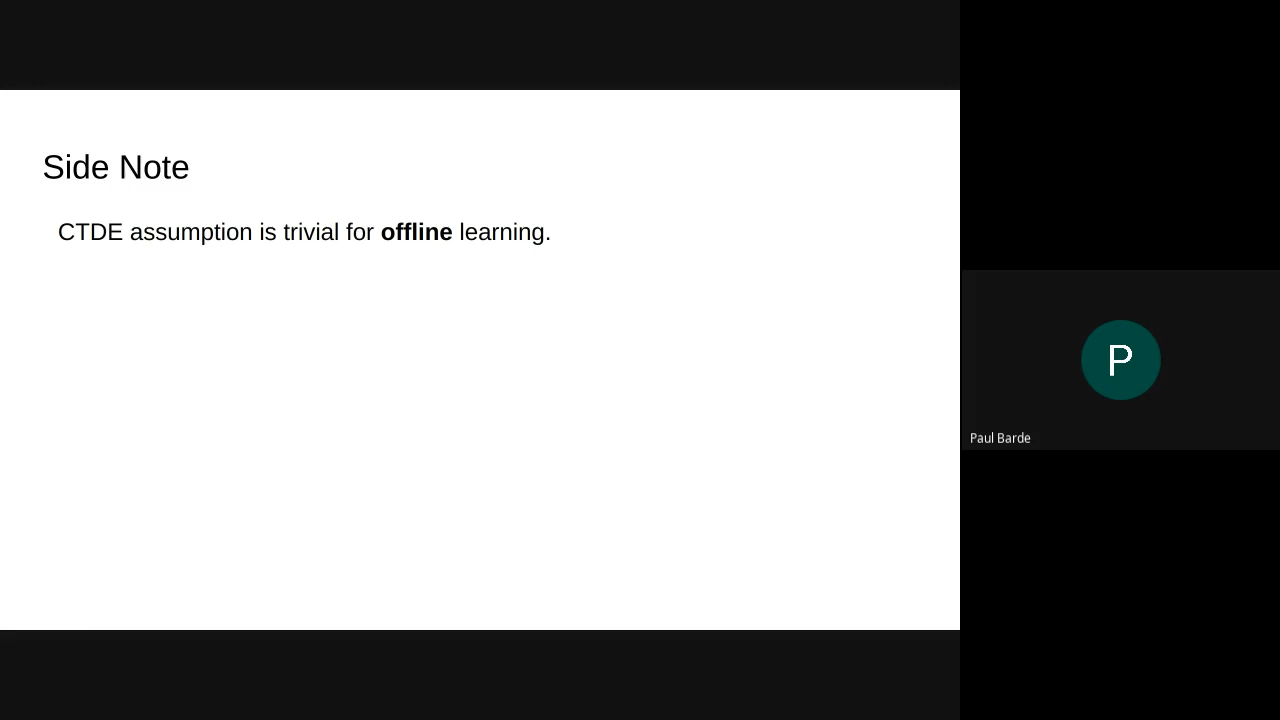 Side Note
CTDE assumption is trivial for offline learning.
P
Paul Barde